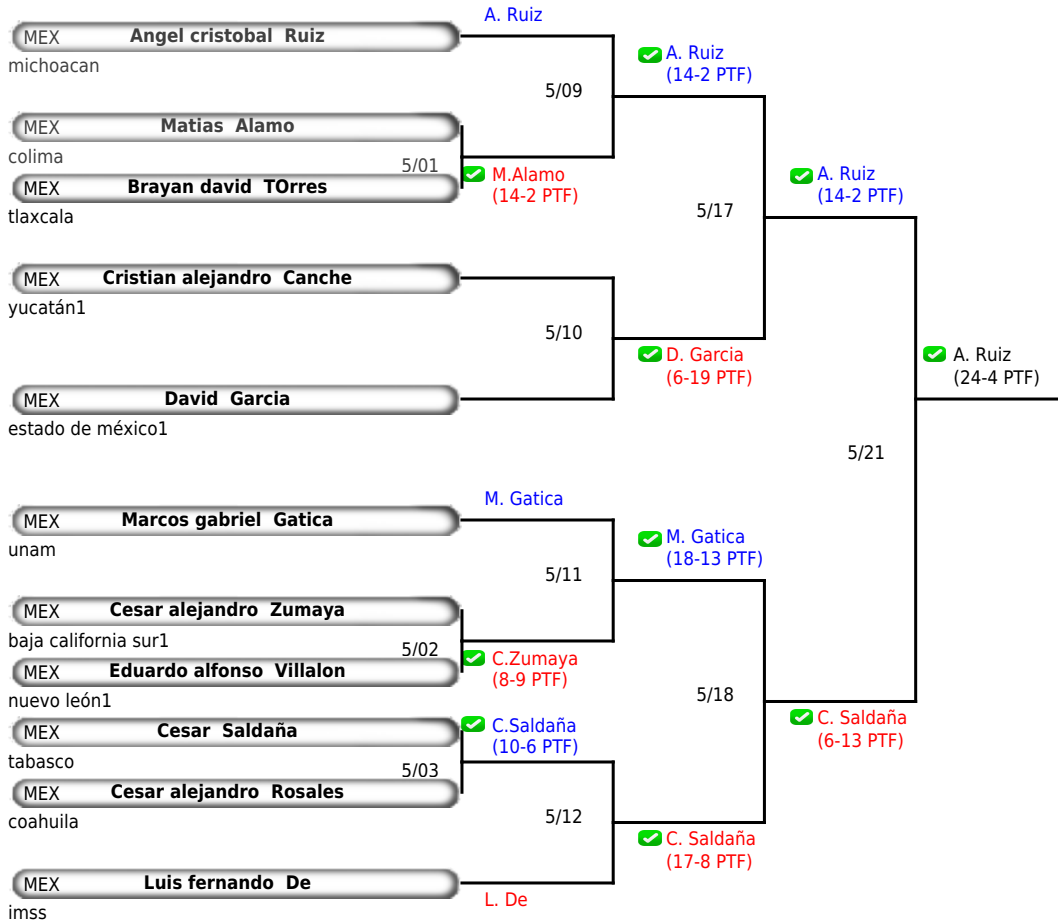 A. Ruiz
MEX Angel cristobal Ruiz
michoacan
A. Ruiz
(14-2 PTF)
5/09
MEX Matias Alamo
colima
5/01
M.Alamo
(14-2 PTF)
MEX Brayan david TOrres
tlaxcala
A. Ruiz
(14-2 PTF)
5/17
MEX Cristian alejandro Canche
yucatán1
5/10
D. Garcia
(6-19 PTF)
A. Ruiz
(24-4 PTF)
MEX David Garcia
estado de méxico1
5/21
M. Gatica
MEX Marcos gabriel Gatica
unam
M. Gatica
(18-13 PTF)
5/11
MEX Cesar alejandro Zumaya
baja california sur1
5/02
C.Zumaya
(8-9 PTF)
MEX Eduardo alfonso Villalon
nuevo león1
5/18
C. Saldaña
(6-13 PTF)
MEX Cesar Saldaña
tabasco
C.Saldaña
(10-6 PTF)
5/03
MEX Cesar alejandro Rosales
coahuila
5/12
C. Saldaña
(17-8 PTF)
MEX Luis fernando De
imss
L. De